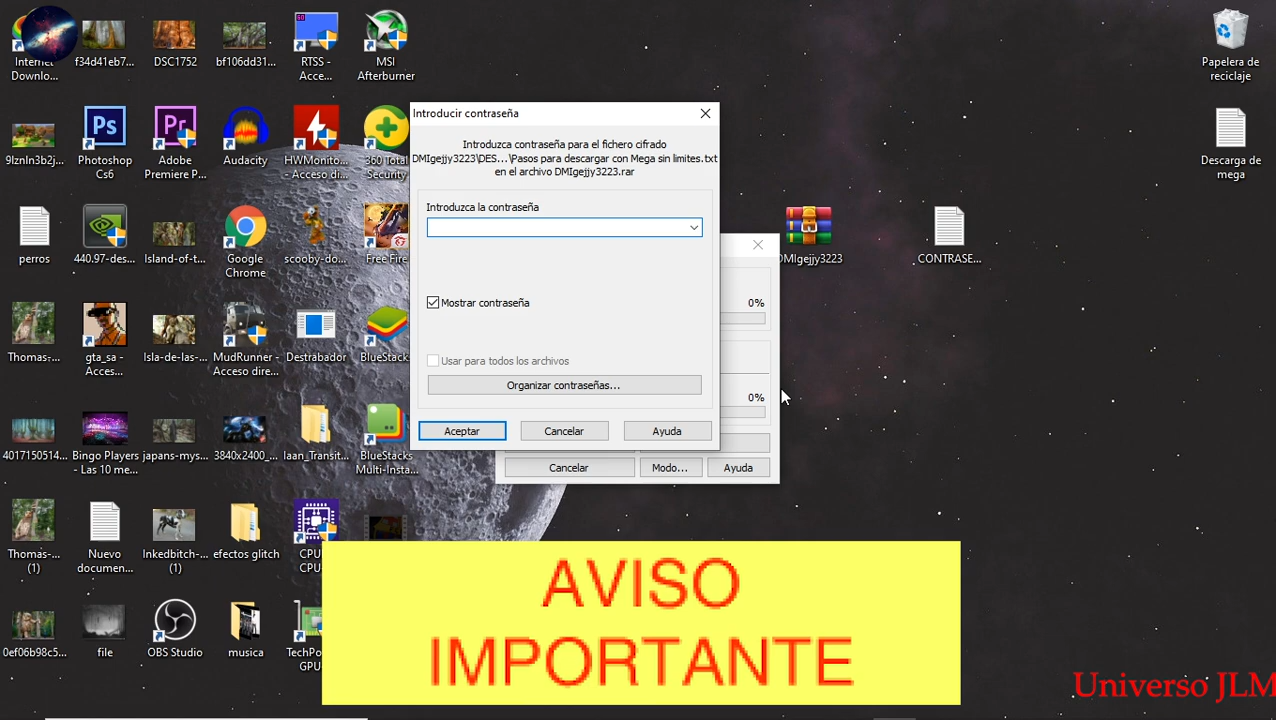 Internet
Downlo...
f34d41eb7...
DSC1752
bf106dd31...
RTSS -
Acce...
MSI
Afterburner
Papelera de
reciclaje
9lznln3b2j...
Ps
Photoshop
Cs6
Pr
Adobe
Premiere P...
Audacity
HWMonito...
- Acceso di...
360 Total
Security
Descarga de
mega
perros
440.97-des...
Island-of-t...
Google
Chrome
scooby-do...
Free Fire
DMIgejjy3223
CONTRASE...
Thomas-...
gta_sa -
Acces...
Isla-de-las-...
MudRunner -
Acceso dire...
Destrabador
BlueStacks
4017150514...
Bingo Players
- Las 10 me...
japans-mys...
3840x2400_...
laan_Transit...
BlueStacks
Multi-Insta...
Thomas-...
(1)
Nuevo
documen...
Inkedbitch-...
(1)
efectos glitch
CPU
CPU
0ef06b98c5...
file
OBS Studio
musica
TechPo
GPU
Introducir contraseña
Introduzca contraseña para el fichero cifrado
DMIgejjy3223\DES...\Pasos para descargar con Mega sin limites.txt
en el archivo DMIgejjy3223.rar
Introduzca la contraseña
Mostrar contraseña
Usar para todos los archivos
Organizar contraseñas...
Aceptar
Cancelar
Ayuda
0%
0%
Cancelar
Modo...
Ayuda
AVISO
IMPORTANTE
Universo JLM